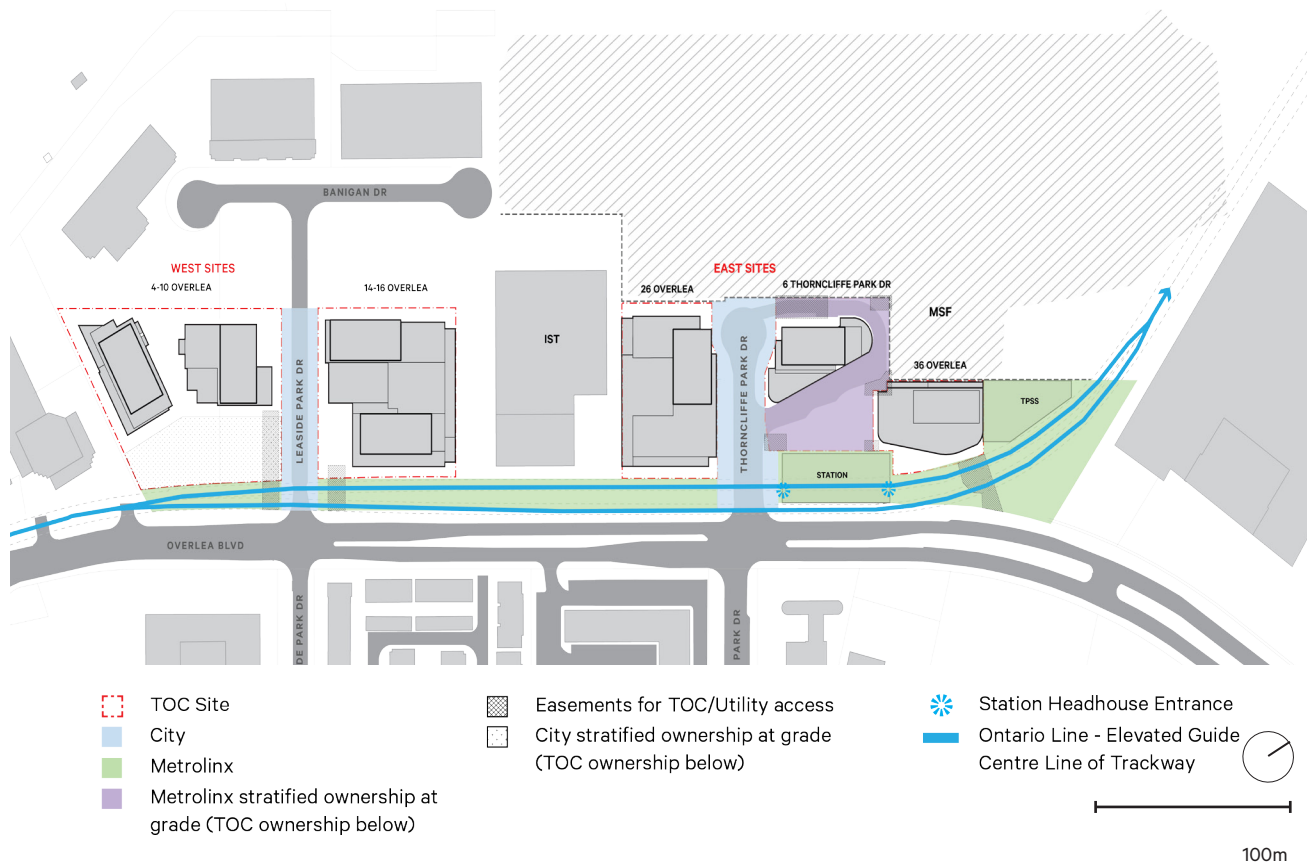 BANIGAN DR
WEST SITES
4-10 OVERLEA
14-16 OVERLEA
EAST SITES
26 OVERLEA
6 THORNCLIFFE PARK DR
MSF
IST
36 OVERLEA
LEASIDE PARK DR
THORNCLIFFE PARK DR
TPSS
STATION
OVERLEA BLVD
DE PARK DR
PARK DR
TOC Site
City
Metrolinx
Metrolinx stratified ownership at
grade (TOC ownership below)
Easements for TOC/Utility access
City stratified ownership at grade
(TOC ownership below)
Station Headhouse Entrance
Ontario Line - Elevated Guide
Centre Line of Trackway
100m